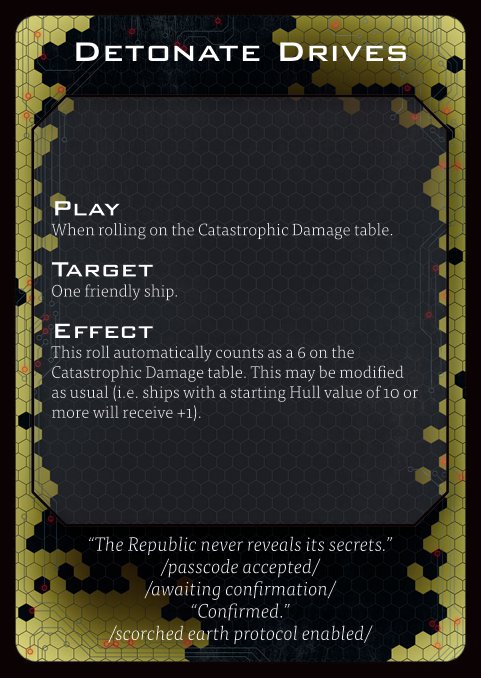 Detonate Drives
Play
When rolling on the Catastrophic Damage table.
Target
One friendly ship.
Effect
This roll automatically counts as a 6 on the
Catastrophic Damage table. This may be modified
as usual (i.e. ships with a starting Hull value of 10 or
more will receive +1).
“The Republic never reveals its secrets.”
/passcode accepted/
/awaiting confirmation/
“Confirmed.”
/scorched earth protocol enabled/